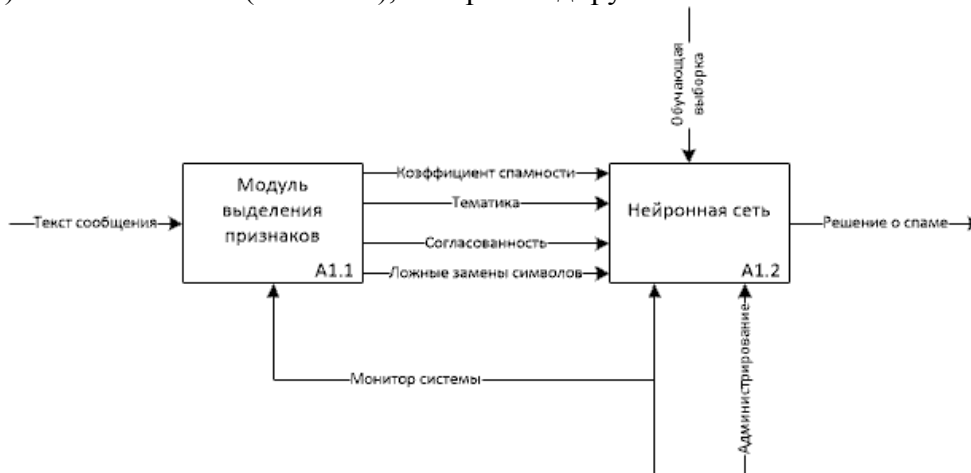 Обучающая
выборка
Модуль
выделения
признаков
A1.1
Текст сообщения
Коэффициент спамности
Тематика
Согласованность
Ложные замены символов
Нейронная сеть
A1.2
Решение о спаме
Монитор системы
Администрирование